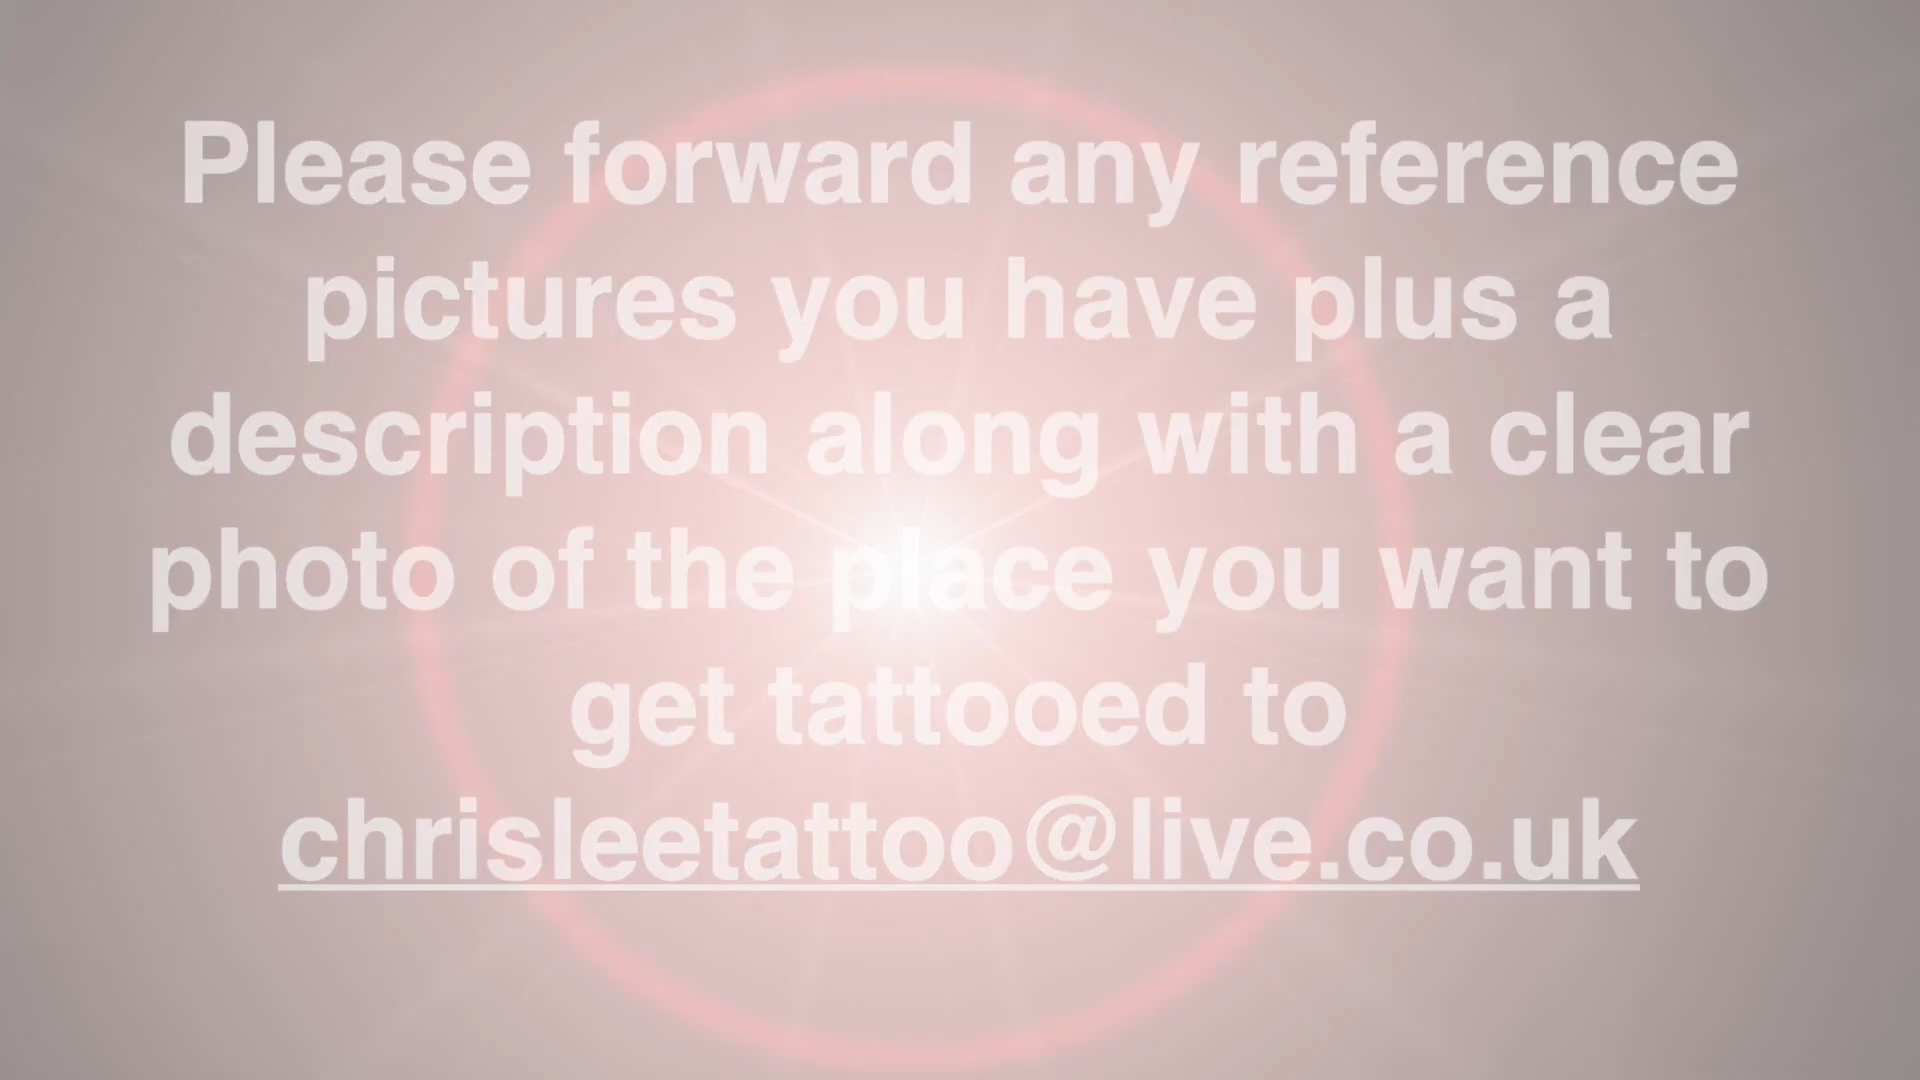 Please forward any reference
pictures you have plus a
description along with a clear
photo of the place you want to
get tattooed to
chrisleetattoo@live.co.uk